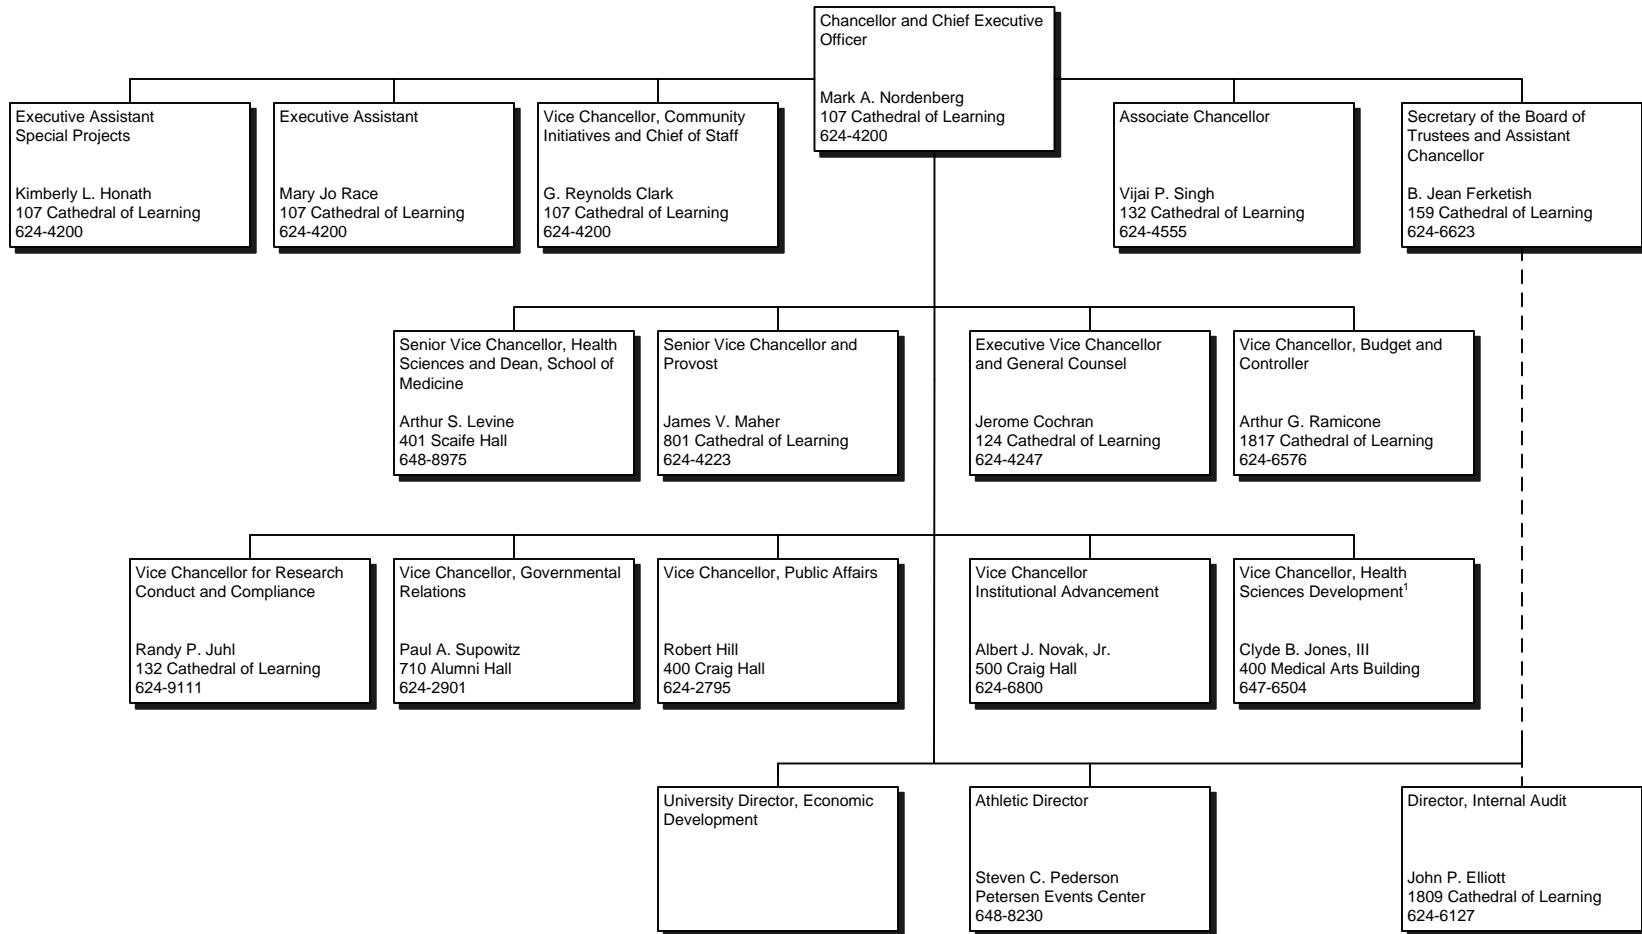 Chancellor and Chief Executive
Officer
Mark A. Nordenberg
107 Cathedral of Learning
624-4200
Executive Assistant
Special Projects
Kimberly L. Honath
107 Cathedral of Learning
624-4200
Executive Assistant
Mary Jo Race
107 Cathedral of Learning
624-4200
Vice Chancellor, Community
Initiatives and Chief of Staff
G. Reynolds Clark
107 Cathedral of Learning
624-4200
Associate Chancellor
Vijai P. Singh
132 Cathedral of Learning
624-4555
Secretary of the Board of
Trustees and Assistant
Chancellor
B. Jean Ferketish
159 Cathedral of Learning
624-6623
Senior Vice Chancellor, Health
Sciences and Dean, School of
Medicine
Arthur S. Levine
401 Scaife Hall
648-8975
Senior Vice Chancellor and
Provost
James V. Maher
801 Cathedral of Learning
624-4223
Executive Vice Chancellor
and General Counsel
Jerome Cochran
124 Cathedral of Learning
624-4247
Vice Chancellor, Budget and
Controller
Arthur G. Ramicone
1817 Cathedral of Learning
624-6576
Vice Chancellor for Research
Conduct and Compliance
Randy P. Juhl
132 Cathedral of Learning
624-9111
Vice Chancellor, Governmental
Relations
Paul A. Supowitz
710 Alumni Hall
624-2901
Vice Chancellor, Public Affairs
Robert Hill
400 Craig Hall
624-2795
Vice Chancellor
Institutional Advancement
Albert J. Novak, Jr.
500 Craig Hall
624-6800
Vice Chancellor, Health
Sciences Development¹
Clyde B. Jones, III
400 Medical Arts Building
647-6504
University Director, Economic
Development
Athletic Director
Steven C. Pederson
Petersen Events Center
648-8230
Director, Internal Audit
John P. Elliott
1809 Cathedral of Learning
624-6127